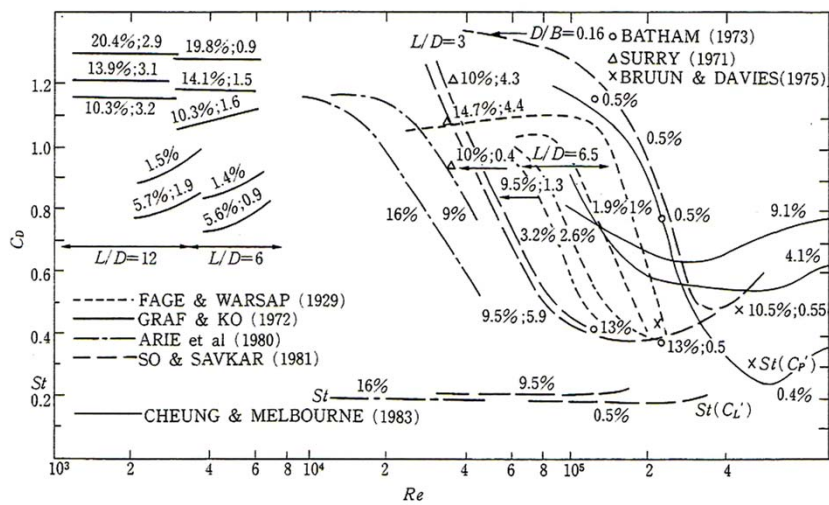 D/B=0.16
BATHAM (1973)
SURRY (1971)
BRUUN & DAVIES(1975)
L/D=3
20.4%;2.9
19.8%;0.9
13.9%;3.1
14.1%;1.5
10.3%;3.2
10.3%;1.6
10%;4.3
14.7%;4.4
0.5%
0.5%
1.5%
5.7%;1.9
1.4%
5.6%;0.9
10%;0.4
L/D=6.5
9.5%;1.3
16%
9%
3.2%
2.6%
1.9%
1%
0.5%
9.1%
4.1%
L/D=12
L/D=6
FAGE & WARSAP (1929)
GRAF & KO (1972)
ARIE et al (1980)
SO & SAVKAR (1981)
9.5%;5.9
13%
13%;0.5
10.5%;0.55
St(CP')
0.4%
16%
9.5%
St
0.5%
St(CL')
CHEUNG & MELBOURNE (1983)
CD
St
1.2
1.0
0.8
0.6
0.4
0.2
0
10³ 2 4 6 8 10⁴ 2 4 6 8 10⁵ 2 4
Re